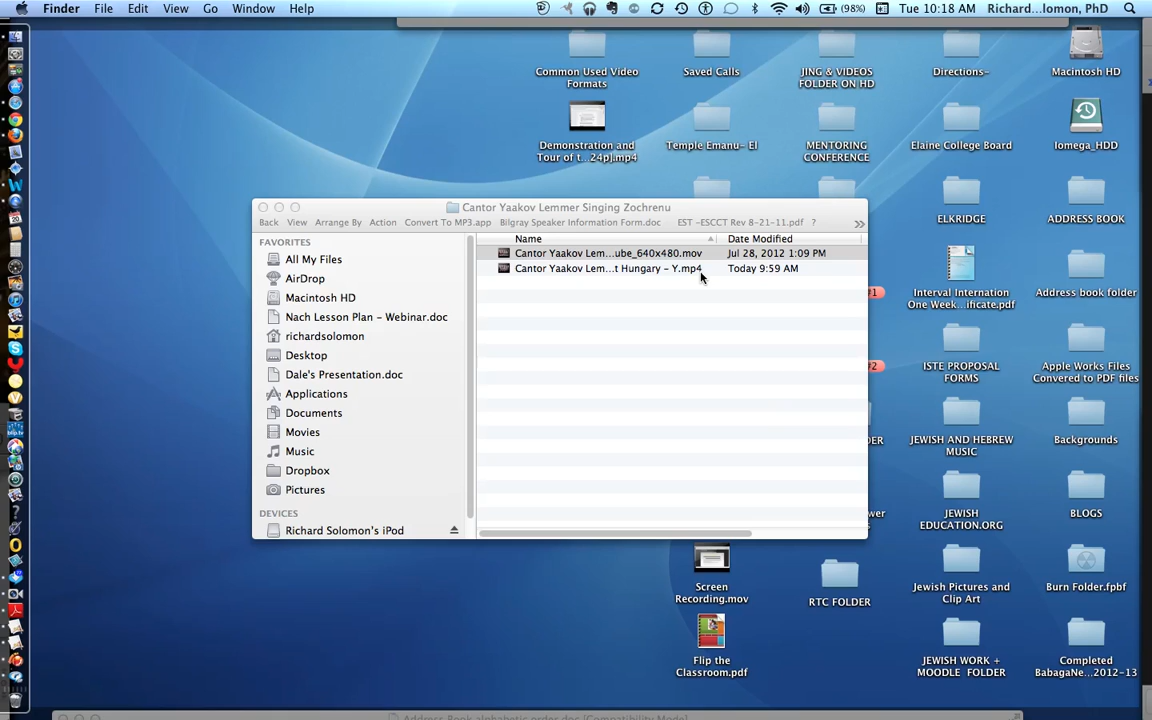 Finder File Edit View Go Window Help (98%) Tue 10:18 AM Richard...lomon, PhD
Common Used Video
Formats
Saved Calls
JING & VIDEOS
FOLDER ON HD
Directions-
Macintosh HD
Demonstration and
Tour of t...24p].mp4
Temple Emanu- El
MENTORING
CONFERENCE
Elaine College Board
Iomega_HDD
ELKRIDGE
ADDRESS BOOK
Cantor Yaakov Lemmer Singing Zochrenu
Back View Arrange By Action Convert To MP3.app Bilgray Speaker Information Form.doc EST -ESCCT Rev 8-21-11.pdf ? »
FAVORITES
All My Files
AirDrop
Macintosh HD
Nach Lesson Plan - Webinar.doc
richardsolomon
Desktop
Dale's Presentation.doc
Applications
Documents
Movies
Music
Dropbox
Pictures
DEVICES
Richard Solomon's iPod
Name Date Modified
Cantor Yaakov Lem...ube_640x480.mov Jul 28, 2012 1:09 PM
Cantor Yaakov Lem...t Hungary - Y.mp4 Today 9:59 AM
#1
Interval Internation
One Week...ificate.pdf
Address book folder
#2
ISTE PROPOSAL
FORMS
Apple Works Files
Converted to PDF files
JEWISH AND HEBREW
MUSIC
Backgrounds
JEWISH
EDUCATION.ORG
BLOGS
Screen
Recording.mov
RTC FOLDER
Jewish Pictures and
Clip Art
Burn Folder.fpbf
Flip the
Classroom.pdf
JEWISH WORK +
MOODLE FOLDER
Completed
BabagaNe...2012-13
Address Book alphabetic order.doc [Compatibility Mode]